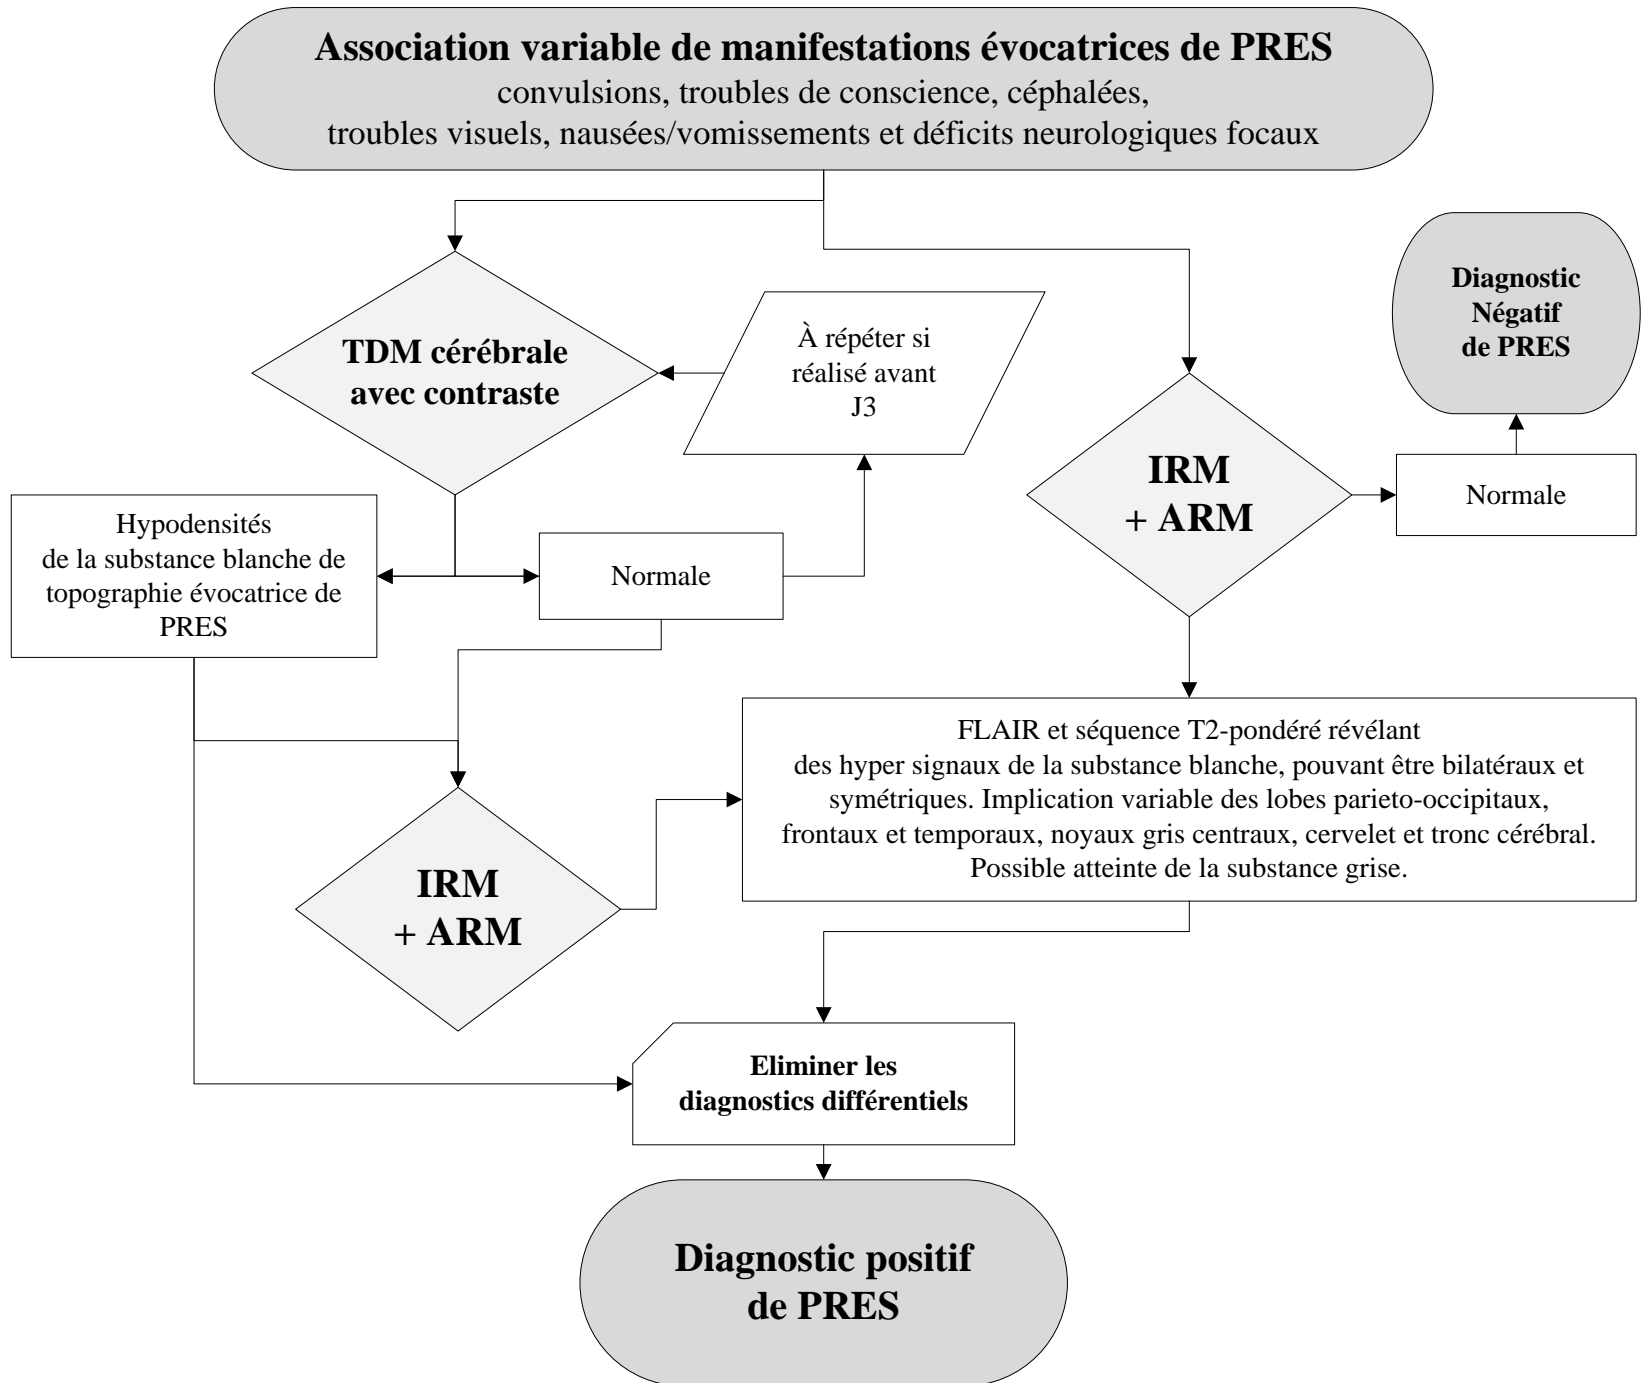 Association variable de manifestations évocatrices de PRES
convulsions, troubles de conscience, céphalées,
troubles visuels, nausées/vomissements et déficits neurologiques focaux
Diagnostic
Négatif
de PRES
À répéter si
réalisé avant
J3
TDM cérébrale
avec contraste
IRM
+ ARM
Normale
Hypodensités
de la substance blanche de
topographie évocatrice de
PRES
Normale
FLAIR et séquence T2-pondéré révélant
des hyper signaux de la substance blanche, pouvant être bilatéraux et
symétriques. Implication variable des lobes parieto-occipitaux,
frontaux et temporaux, noyaux gris centraux, cervelet et tronc cérébral.
Possible atteinte de la substance grise.
IRM
+ ARM
Eliminer les
diagnostics différentiels
Diagnostic positif
de PRES